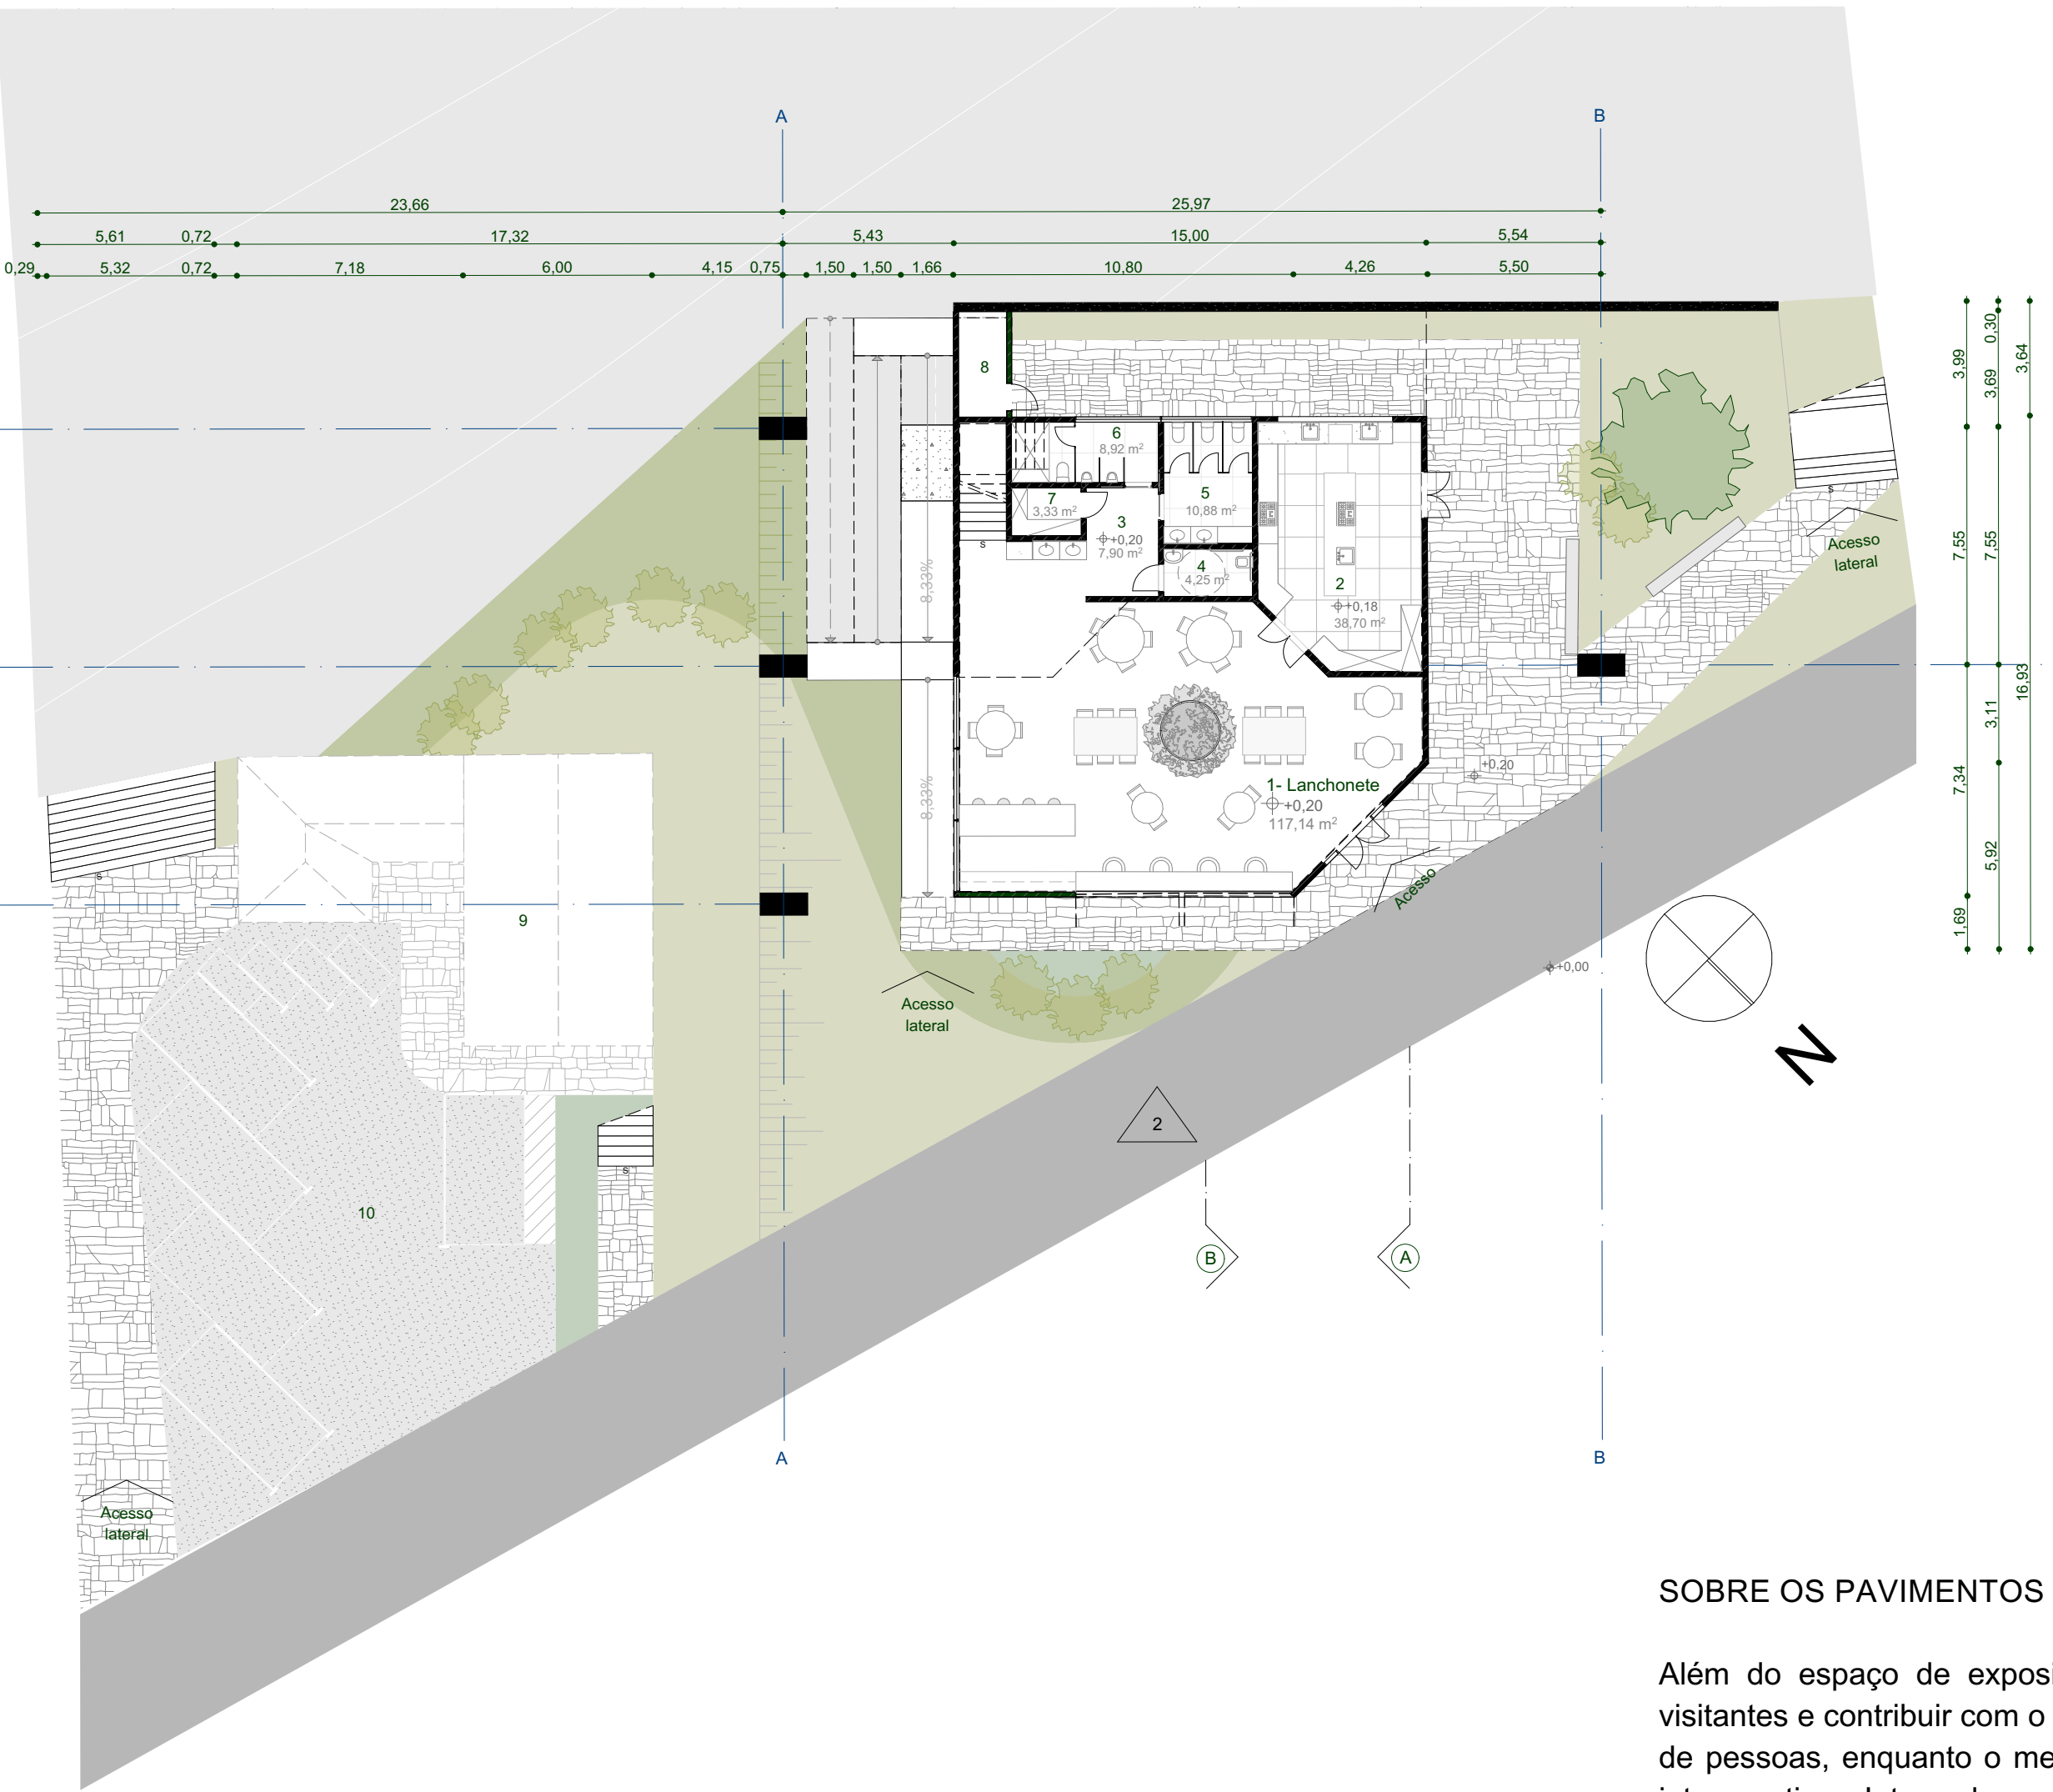 A
B
23,66
25,97
5,61
0,72
17,32
5,43
15,00
5,54
0,29
5,32
0,72
7,18
6,00
4,15
0,75
1,50
1,50
1,66
10,80
4,26
5,50
3,99
0,30
3,69
3,64
7,55
7,55
16,93
7,34
3,11
5,92
1,69
8
6
8,92 m²
7
3,33 m²
5
10,88 m²
3
+0,20
7,90 m²
s
4
4,25 m²
2
+0,18
38,70 m²
8,33%
8,33%
s
Acesso
lateral
+0,20
1- Lanchonete
+0,20
117,14 m²
Acesso
s
9
+0,00
Acesso
lateral
N
2
s
10
B
A
A
B
Acesso
lateral
SOBRE OS PAVIMENTOS
Além do espaço de exposi
visitantes e contribuir com o
de pessoas, enquanto o me